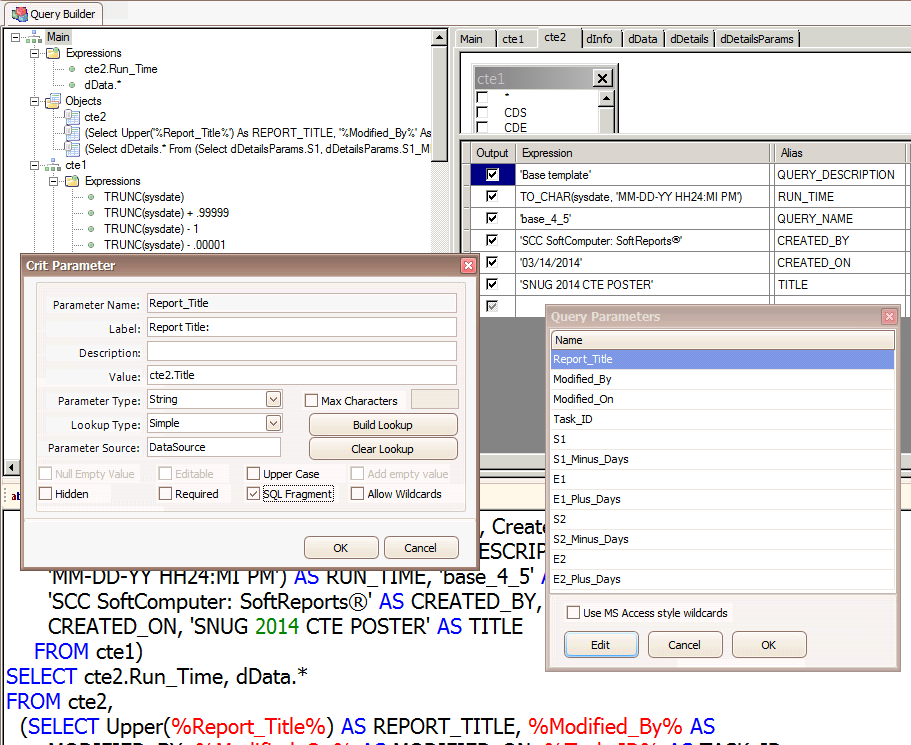 Query Builder
Main
Expressions
cte2.Run_Time
dData.*
Objects
cte2
(Select Upper('%Report_Title%') As REPORT_TITLE, '%Modified_By%' As
(Select dDetails.* From (Select dDetailsParams.S1, dDetailsParams.S1_M
cte1
Expressions
TRUNC(sysdate)
TRUNC(sysdate) + .99999
TRUNC(sysdate) - 1
TRUNC(sysdate) - .00001
Main cte1 cte2 dInfo dData dDetails dDetailsParams
cte1
*
CDS
CDE
Output Expression Alias
'Base template' QUERY_DESCRIPTION
TO_CHAR(sysdate, 'MM-DD-YY HH24:MI PM') RUN_TIME
'base_4_5' QUERY_NAME
'SCC SoftComputer: SoftReports®' CREATED_BY
'03/14/2014' CREATED_ON
'SNUG 2014 CTE POSTER' TITLE
Crit Parameter
Parameter Name: Report_Title
Label: Report Title:
Description:
Value: cte2.Title
Parameter Type: String Max Characters
Lookup Type: Simple Build Lookup
Parameter Source: DataSource Clear Lookup
Null Empty Value Editable Upper Case Add empty value
Hidden Required SQL Fragment Allow Wildcards
OK Cancel
Query Parameters
Name
Report_Title
Modified_By
Modified_On
Task_ID
S1
S1_Minus_Days
E1
E1_Plus_Days
S2
S2_Minus_Days
E2
E2_Plus_Days
Use MS Access style wildcards
Edit Cancel OK
ab
, Create
DESCRIP
'MM-DD-YY HH24:MI PM') AS RUN_TIME, 'base_4_5'
'SCC SoftComputer: SoftReports®' AS CREATED_BY,
CREATED_ON, 'SNUG 2014 CTE POSTER' AS TITLE
FROM cte1)
SELECT cte2.Run_Time, dData.*
FROM cte2,
(SELECT Upper(%Report_Title%) AS REPORT_TITLE, %Modified_By% AS
MODIFIED_BY, %Modified_On% AS MODIFIED_ON, %Task_ID% AS TASK_ID